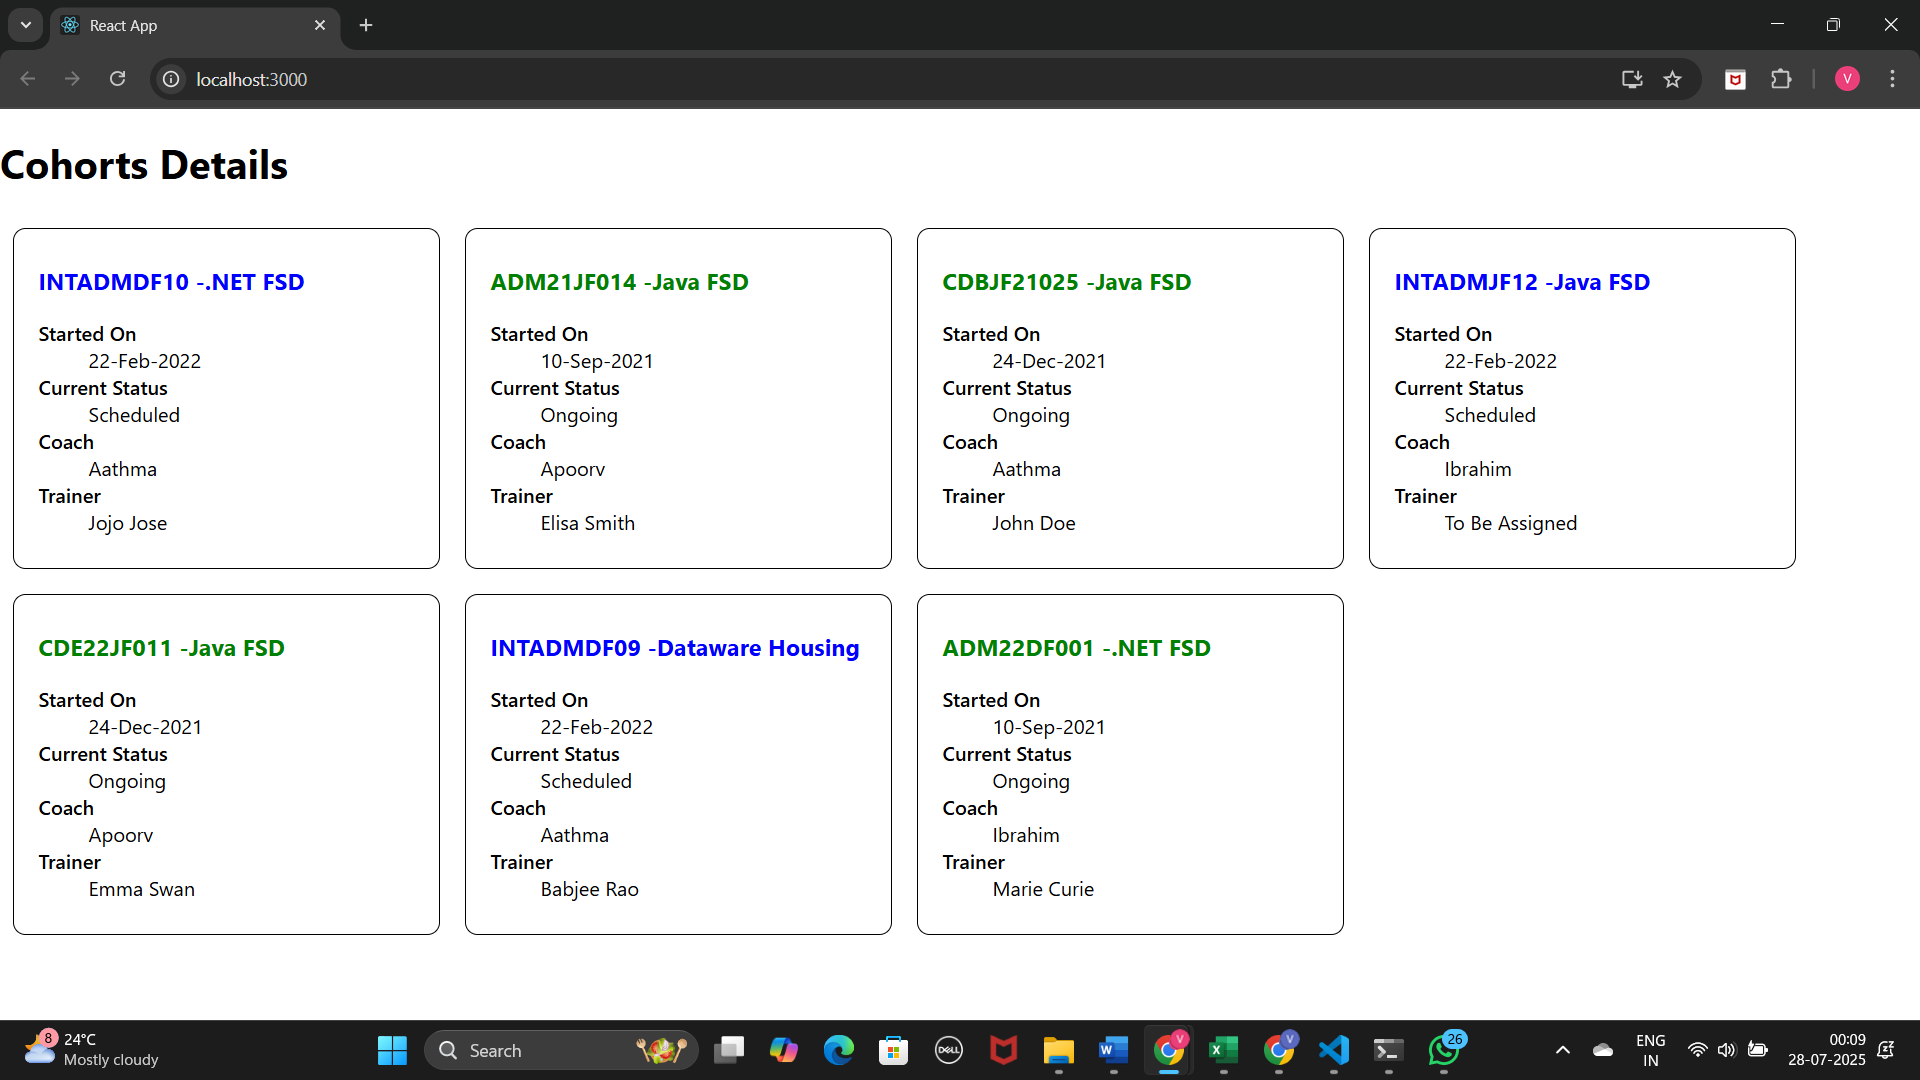 React App
localhost:3000
V
Cohorts Details
INTADMDF10 -.NET FSD
Started On
22-Feb-2022
Current Status
Scheduled
Coach
Aathma
Trainer
Jojo Jose
ADM21JF014 -Java FSD
Started On
10-Sep-2021
Current Status
Ongoing
Coach
Apoorv
Trainer
Elisa Smith
CDBJF21025 -Java FSD
Started On
24-Dec-2021
Current Status
Ongoing
Coach
Aathma
Trainer
John Doe
INTADMJF12 -Java FSD
Started On
22-Feb-2022
Current Status
Scheduled
Coach
Ibrahim
Trainer
To Be Assigned
CDE22JF011 -Java FSD
Started On
24-Dec-2021
Current Status
Ongoing
Coach
Apoorv
Trainer
Emma Swan
INTADMDF09 -Dataware Housing
Started On
22-Feb-2022
Current Status
Scheduled
Coach
Aathma
Trainer
Babjee Rao
ADM22DF001 -.NET FSD
Started On
10-Sep-2021
Current Status
Ongoing
Coach
Ibrahim
Trainer
Marie Curie
8
24°C
Mostly cloudy
Search
DELL
W
V
X
V
26
ENG
IN
00:09
28-07-2025